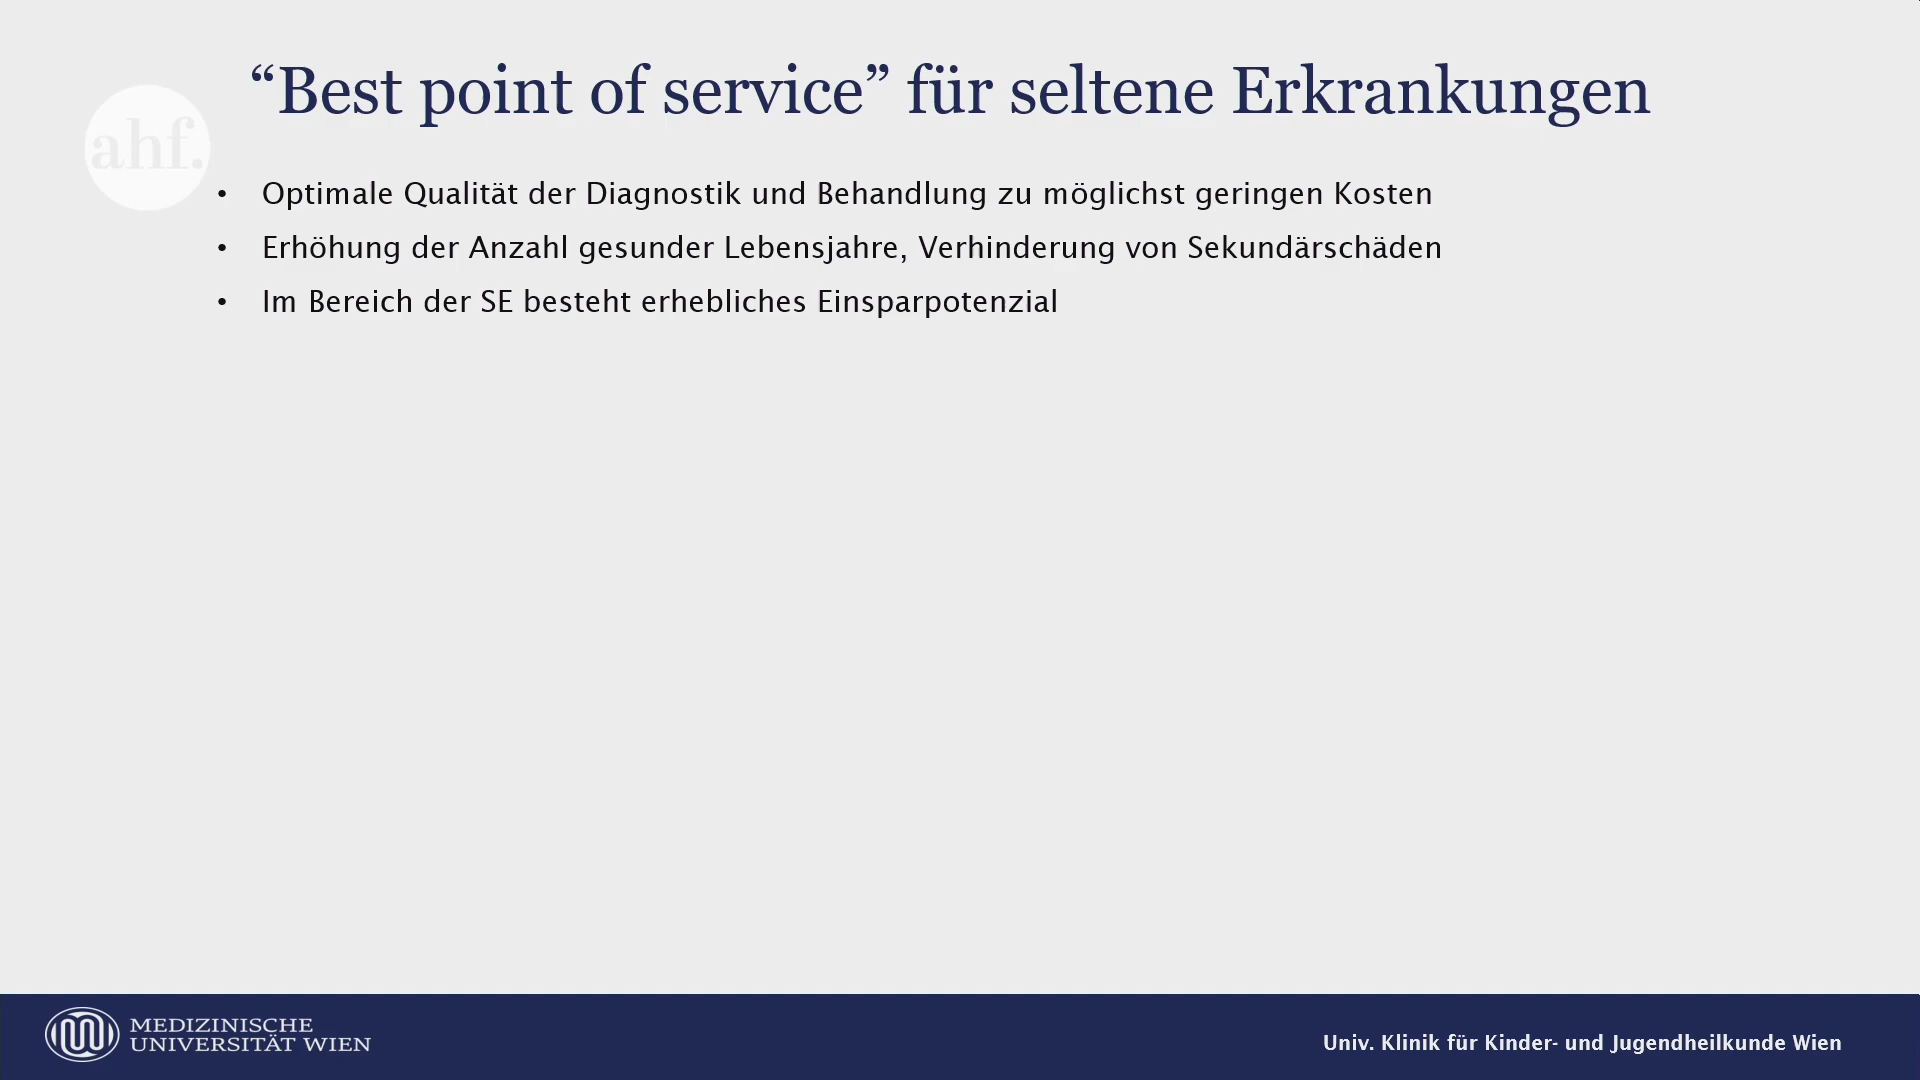 “Best point of service” für seltene Erkrankungen
ahf.
• Optimale Qualität der Diagnostik und Behandlung zu möglichst geringen Kosten
• Erhöhung der Anzahl gesunder Lebensjahre, Verhinderung von Sekundärschäden
• Im Bereich der SE besteht erhebliches Einsparpotenzial
MEDIZINISCHE
UNIVERSITÄT WIEN
Univ. Klinik für Kinder- und Jugendheilkunde Wien